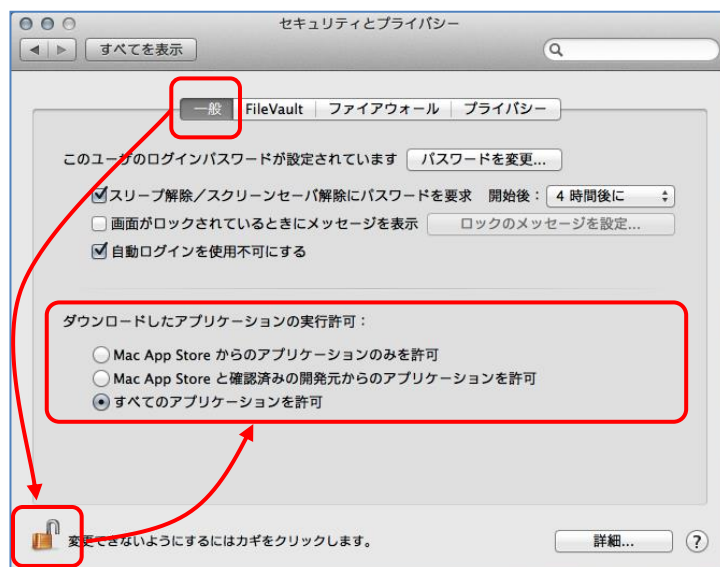 セキュリティとプライバシー
すべてを表示
一般 FileVault ファイアウォール プライバシー
このユーザのログインパスワードが設定されています パスワードを変更...
スリープ解除／スクリーンセーバ解除にパスワードを要求 開始後： 4 時間後に
画面がロックされているときにメッセージを表示 ロックのメッセージを設定...
自動ログインを使用不可にする
ダウンロードしたアプリケーションの実行許可：
Mac App Store からのアプリケーションのみを許可
Mac App Store と確認済みの開発元からのアプリケーションを許可
すべてのアプリケーションを許可
変更できないようにするにはカギをクリックします。 詳細... ?